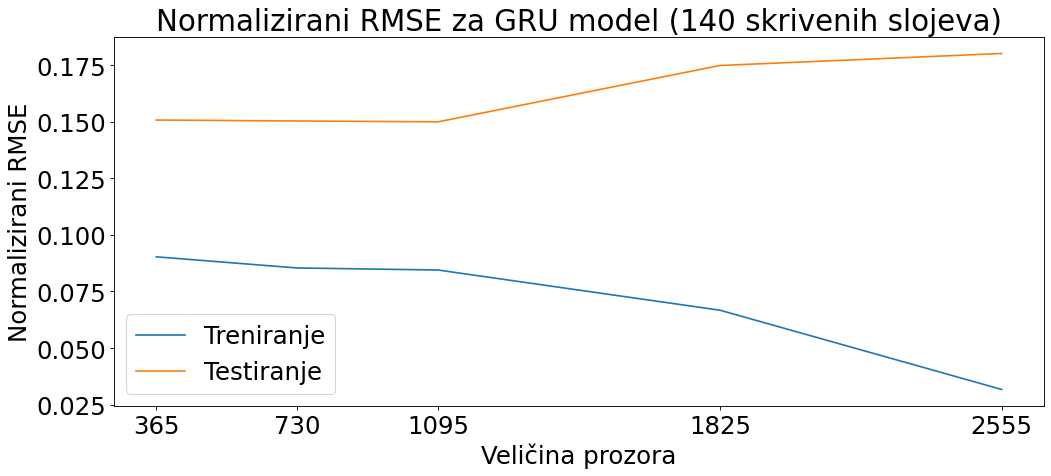 Normalizirani RMSE za GRU model (140 skrivenih slojeva)
Normalizirani RMSE
0.175
0.150
0.125
0.100
0.075
0.050
0.025
Treniranje
Testiranje
365 730 1095 1825 2555
Veličina prozora